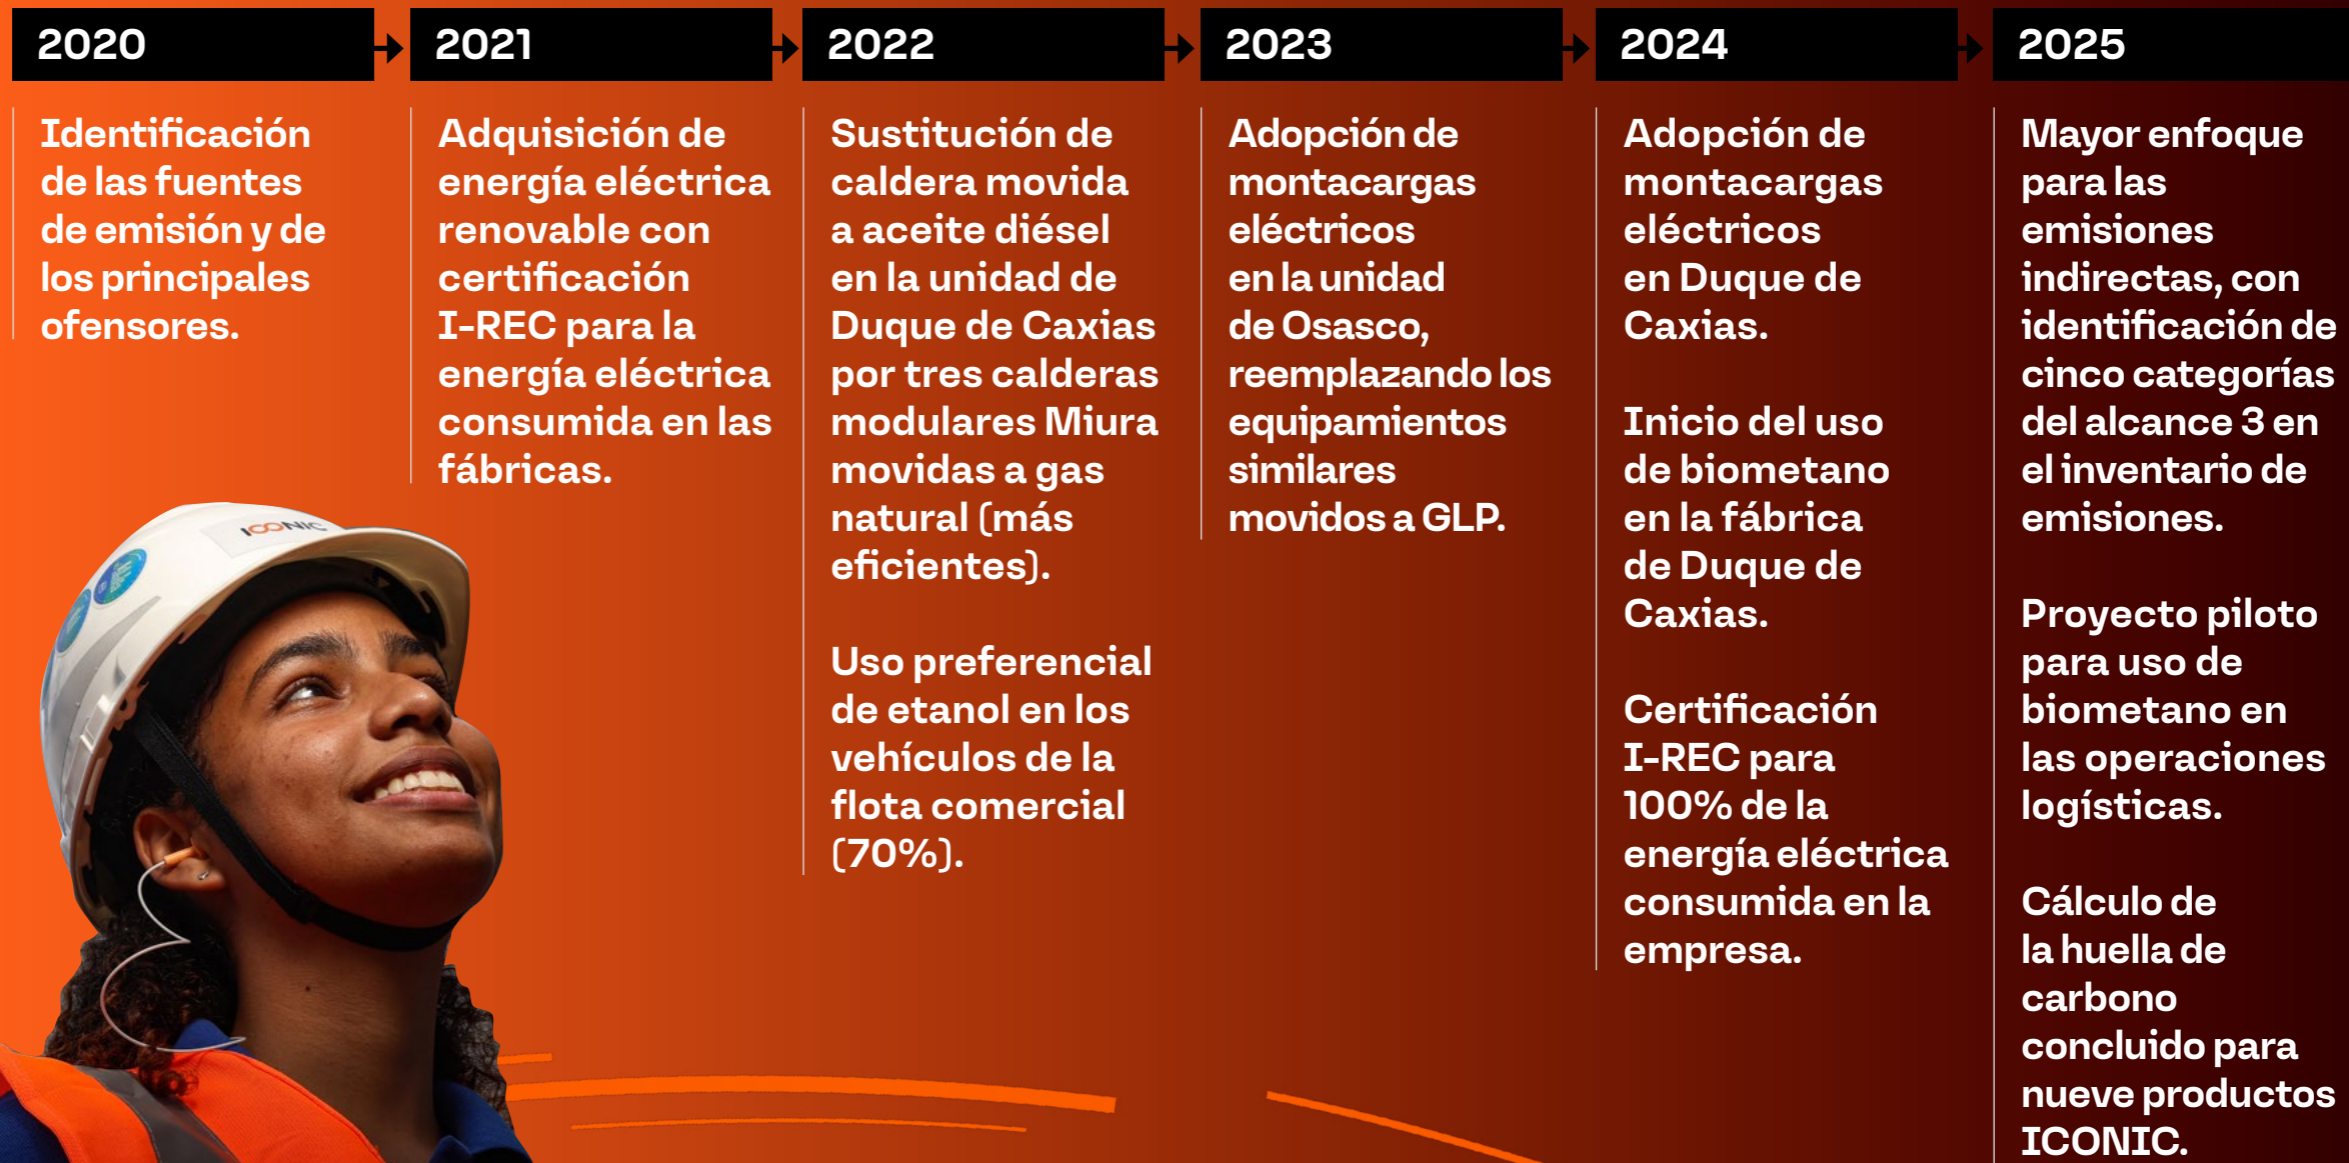 2020
Identificación
de las fuentes
de emisión y de
los principales
ofensores.
2021
Adquisición de
energía eléctrica
renovable con
certificación
I-REC para la
energía eléctrica
consumida en las
fábricas.
2022
Sustitución de
caldera movida
a aceite diésel
en la unidad de
Duque de Caxias
por tres calderas
modulares Miura
movidas a gas
natural (más
eficientes).
Uso preferencial
de etanol en los
vehículos de la
flota comercial
(70%).
2023
Adopción de
montacargas
eléctricos
en la unidad
de Osasco,
reemplazando los
equipamientos
similares
movidos a GLP.
2024
Adopción de
montacargas
eléctricos
en Duque de
Caxias.
Inicio del uso
de biometano
en la fábrica
de Duque de
Caxias.
Certificación
I-REC para
100% de la
energía eléctrica
consumida en la
empresa.
2025
Mayor enfoque
para las
emisiones
indirectas, con
identificación de
cinco categorías
del alcance 3 en
el inventario de
emisiones.
Proyecto piloto
para uso de
biometano en
las operaciones
logísticas.
Cálculo de
la huella de
carbono
concluido para
nueve productos
ICONIC.
ICONIC